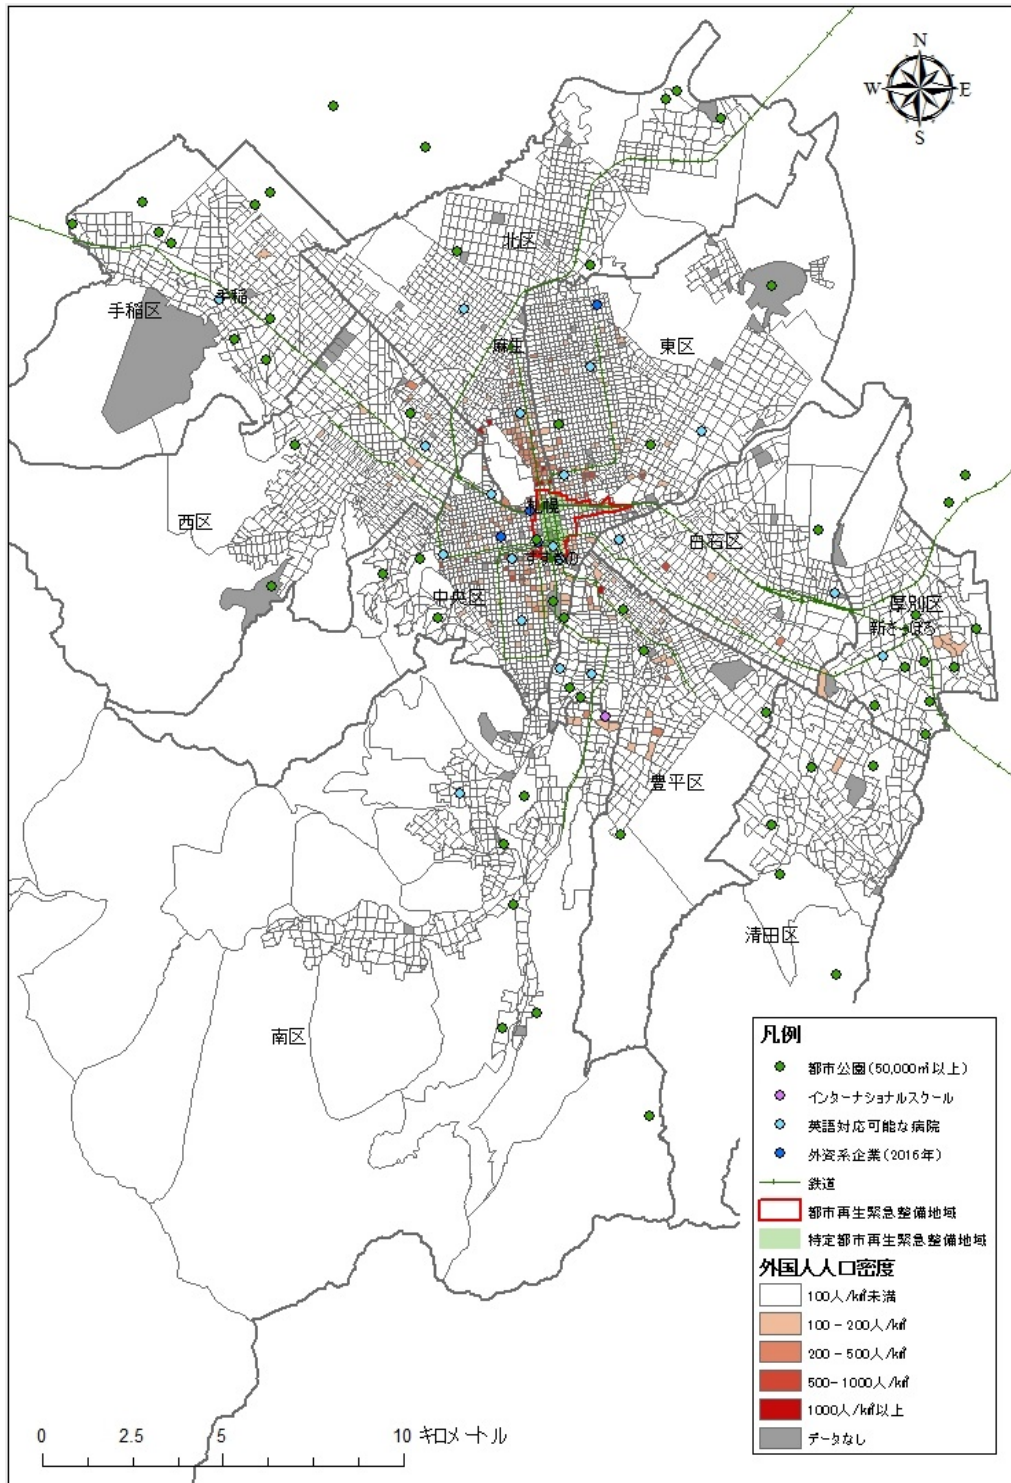 N
W E
S
北区
手稲
手稲区
麻生
東区
札幌
西区
白石区
すすきの
中央区
厚別区
新さっぽろ
豊平区
清田区
南区
凡例
都市公園(50,000㎡以上)
インターナショナルスクール
英語対応可能な病院
外資系企業(2016年)
鉄道
都市再生緊急整備地域
特定都市再生緊急整備地域
外国人人口密度
100人/k㎡未満
100-200人/k㎡
200-500人/k㎡
500-1000人/k㎡
1000人/k㎡以上
データなし
0 2.5 5 10 キロメートル